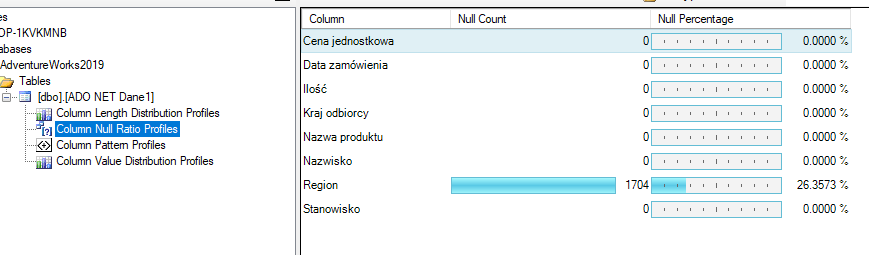 es
OP-1KVKMNB
abases
AdventureWorks2019
Tables
[dbo].[ADO NET Dane1]
Column Length Distribution Profiles
Column Null Ratio Profiles
Column Pattern Profiles
Column Value Distribution Profiles
Column Null Count Null Percentage
Cena jednostkowa 0 0.0000 %
Data zamówienia 0 0.0000 %
Ilość 0 0.0000 %
Kraj odbiorcy 0 0.0000 %
Nazwa produktu 0 0.0000 %
Nazwisko 0 0.0000 %
Region 1704 26.3573 %
Stanowisko 0 0.0000 %